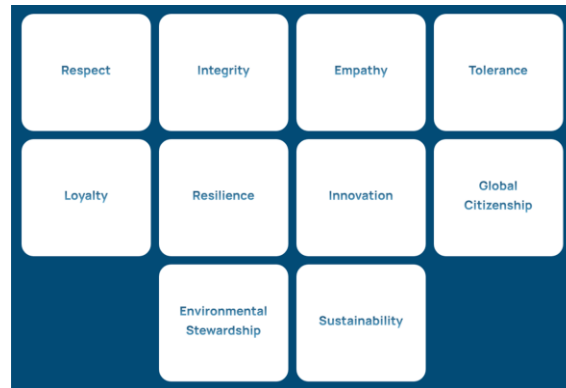 Respect
Integrity
Empathy
Tolerance
Loyalty
Resilience
Innovation
Global
Citizenship
Environmental
Stewardship
Sustainability